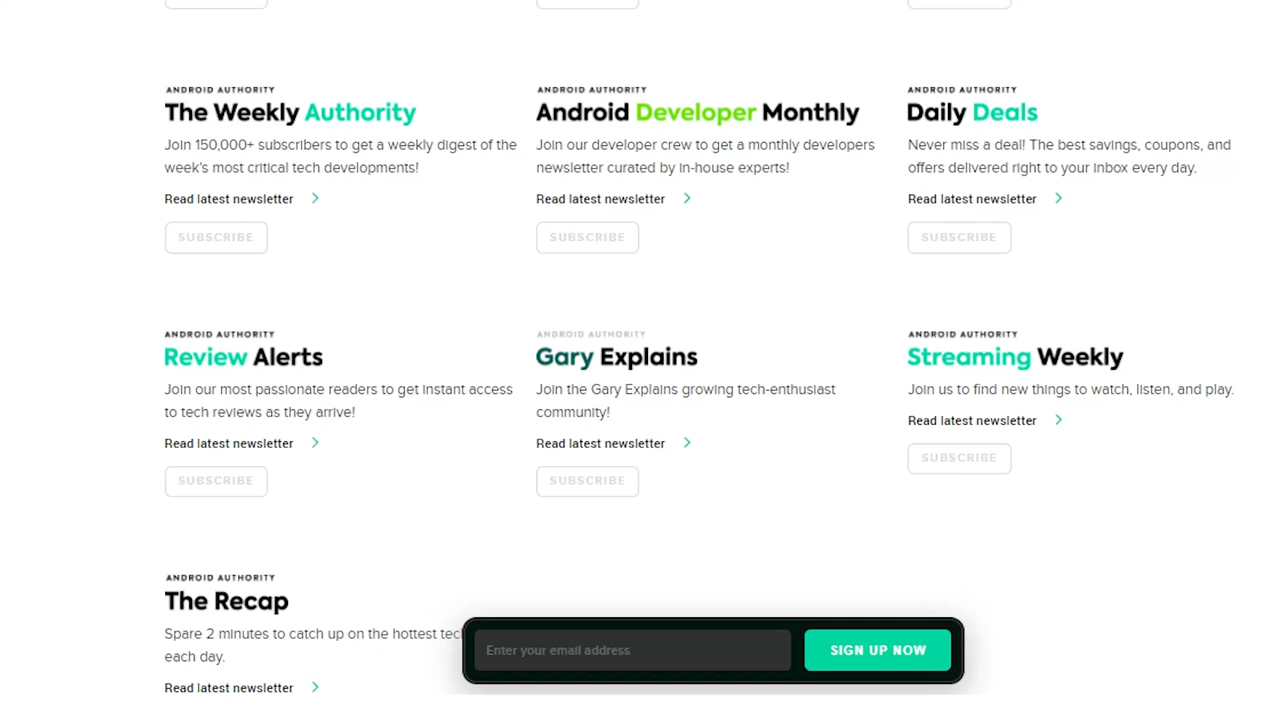 ANDROID AUTHORITY
The Weekly Authority
Join 150,000+ subscribers to get a weekly digest of the
week's most critical tech developments!
Read latest newsletter
SUBSCRIBE
ANDROID AUTHORITY
Android Developer Monthly
Join our developer crew to get a monthly developers
newsletter curated by in-house experts!
Read latest newsletter
SUBSCRIBE
ANDROID AUTHORITY
Daily Deals
Never miss a deal! The best savings, coupons, and
offers delivered right to your inbox every day.
Read latest newsletter
SUBSCRIBE
ANDROID AUTHORITY
Review Alerts
Join our most passionate readers to get instant access
to tech reviews as they arrive!
Read latest newsletter
SUBSCRIBE
ANDROID AUTHORITY
Gary Explains
Join the Gary Explains growing tech-enthusiast
community!
Read latest newsletter
SUBSCRIBE
ANDROID AUTHORITY
Streaming Weekly
Join us to find new things to watch, listen, and play.
Read latest newsletter
SUBSCRIBE
ANDROID AUTHORITY
The Recap
Spare 2 minutes to catch up on the hottest
each day.
Read latest newsletter
Enter your email address
SIGN UP NOW